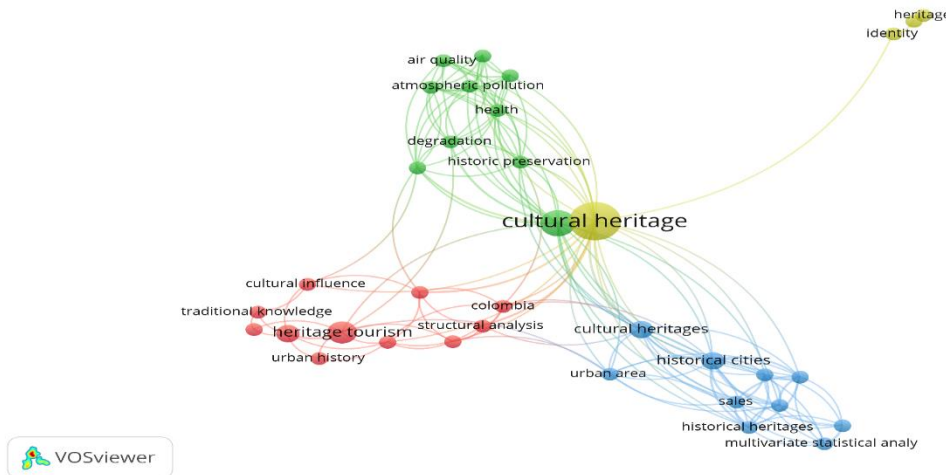 heritage
identity
air quality
atmospheric pollution
health
degradation
historic preservation
cultural heritage
cultural influence
traditional knowledge
colombia
heritage tourism
structural analysis
urban history
cultural heritages
historical cities
urban area
sales
historical heritages
multivariate statistical analy
VOSviewer